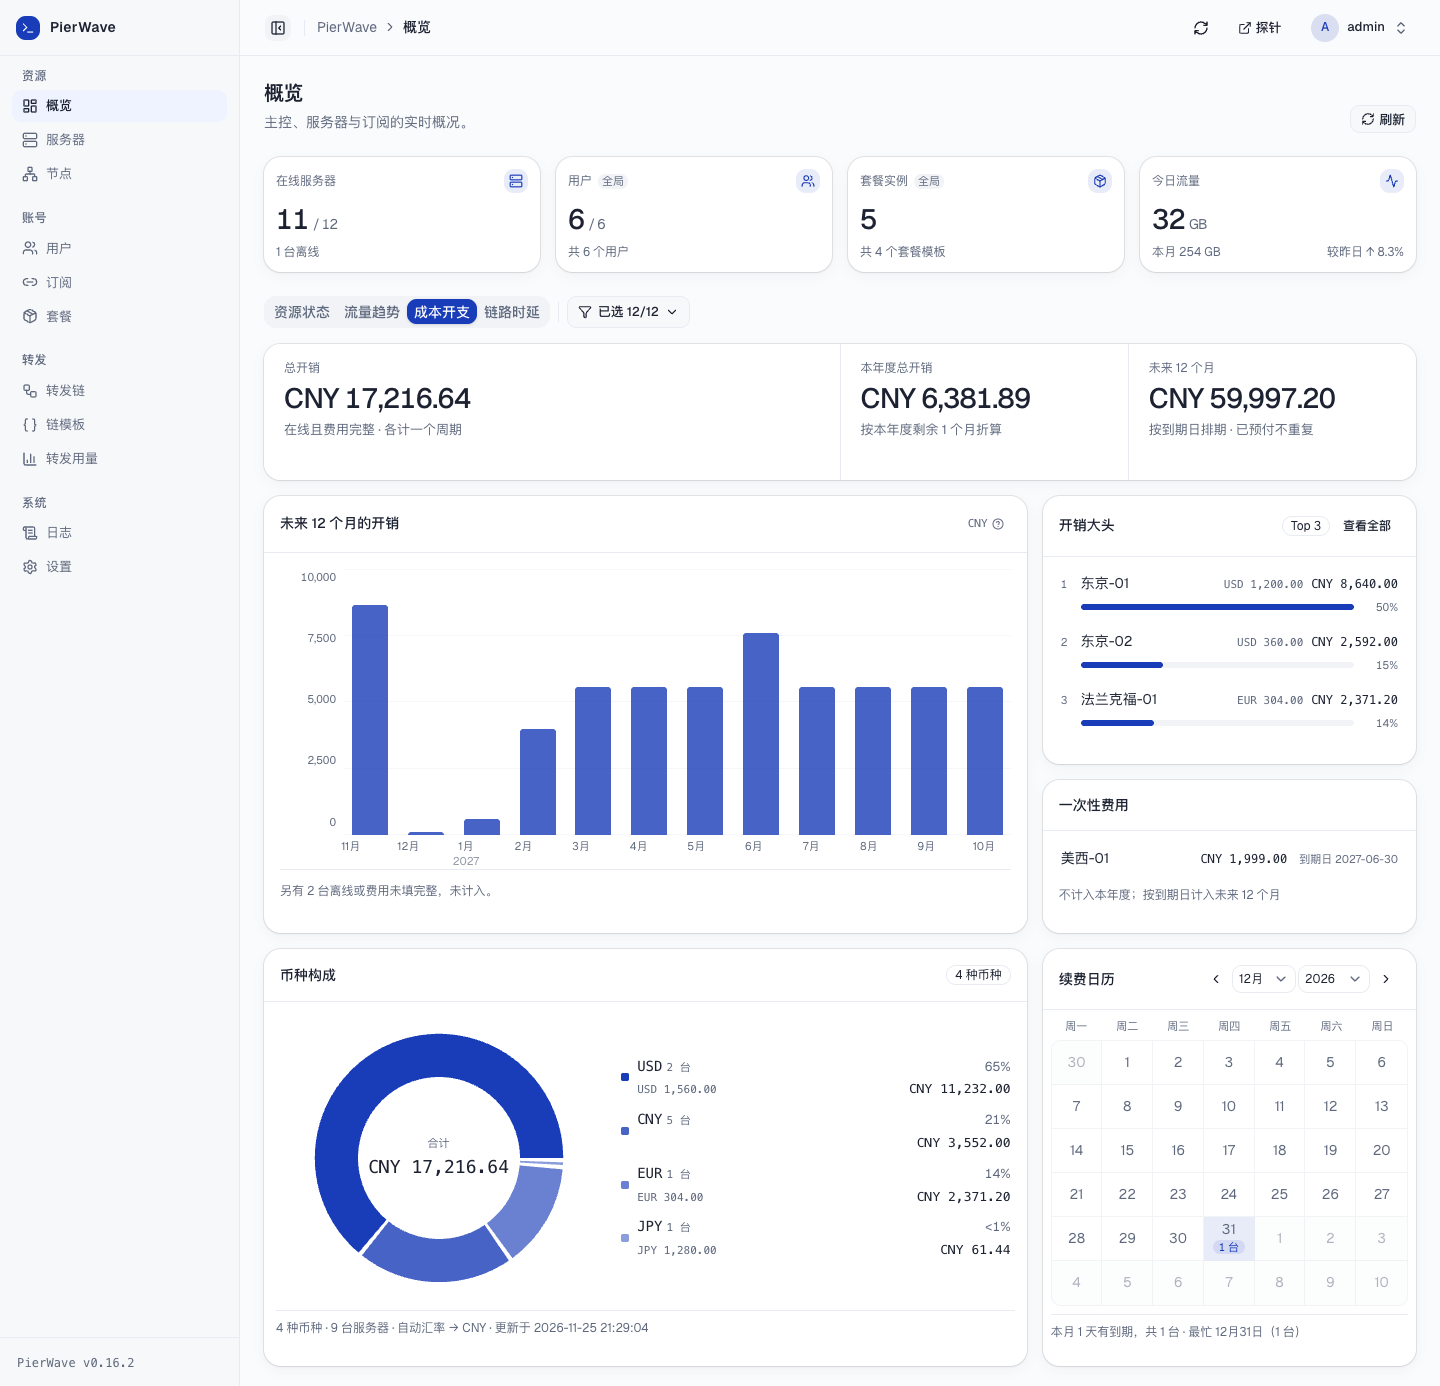 PierWave
PierWave
概览
探针
A
admin
资源
概览
服务器
节点
账号
用户
订阅
套餐
转发
转发链
链模板
转发用量
系统
日志
设置
PierWave v0.16.2
概览
主控、服务器与订阅的实时概况。
刷新
在线服务器
11 / 12
1 台离线
用户 全局
6 / 6
共 6 个用户
套餐实例 全局
5
共 4 个套餐模板
今日流量
32 GB
本月 254 GB 较昨日 ↑ 8.3%
资源状态 流量趋势 成本开支 链路时延 已选 12/12
总开销
CNY 17,216.64
在线且费用完整 · 各计一个周期
本年度总开销
CNY 6,381.89
按本年度剩余 1 个月折算
未来 12 个月
CNY 59,997.20
按到期日排期 · 已预付不重复
未来 12 个月的开销
CNY
10,000
7,500
5,000
2,500
0
11月 12月 1月 2月 3月 4月 5月 6月 7月 8月 9月 10月
2027
另有 2 台离线或费用未填完整，未计入。
开销大头 Top 3 查看全部
1 东京-01 USD 1,200.00 CNY 8,640.00
50%
2 东京-02 USD 360.00 CNY 2,592.00
15%
3 法兰克福-01 EUR 304.00 CNY 2,371.20
14%
一次性费用
美西-01 CNY 1,999.00 到期日 2027-06-30
不计入本年度；按到期日计入未来 12 个月
币种构成 4 种币种
合计
CNY 17,216.64
USD 2 台 65%
USD 1,560.00 CNY 11,232.00
CNY 5 台 21%
CNY 3,552.00
EUR 1 台 14%
EUR 304.00 CNY 2,371.20
JPY 1 台 <1%
JPY 1,280.00 CNY 61.44
4 种币种 · 9 台服务器 · 自动汇率 → CNY · 更新于 2026-11-25 21:29:04
续费日历 12月 2026
周一 周二 周三 周四 周五 周六 周日
30 1 2 3 4 5 6
7 8 9 10 11 12 13
14 15 16 17 18 19 20
21 22 23 24 25 26 27
28 29 30 31 1 2 3
1 台
4 5 6 7 8 9 10
本月 1 天有到期，共 1 台 · 最忙 12月31日（1 台）